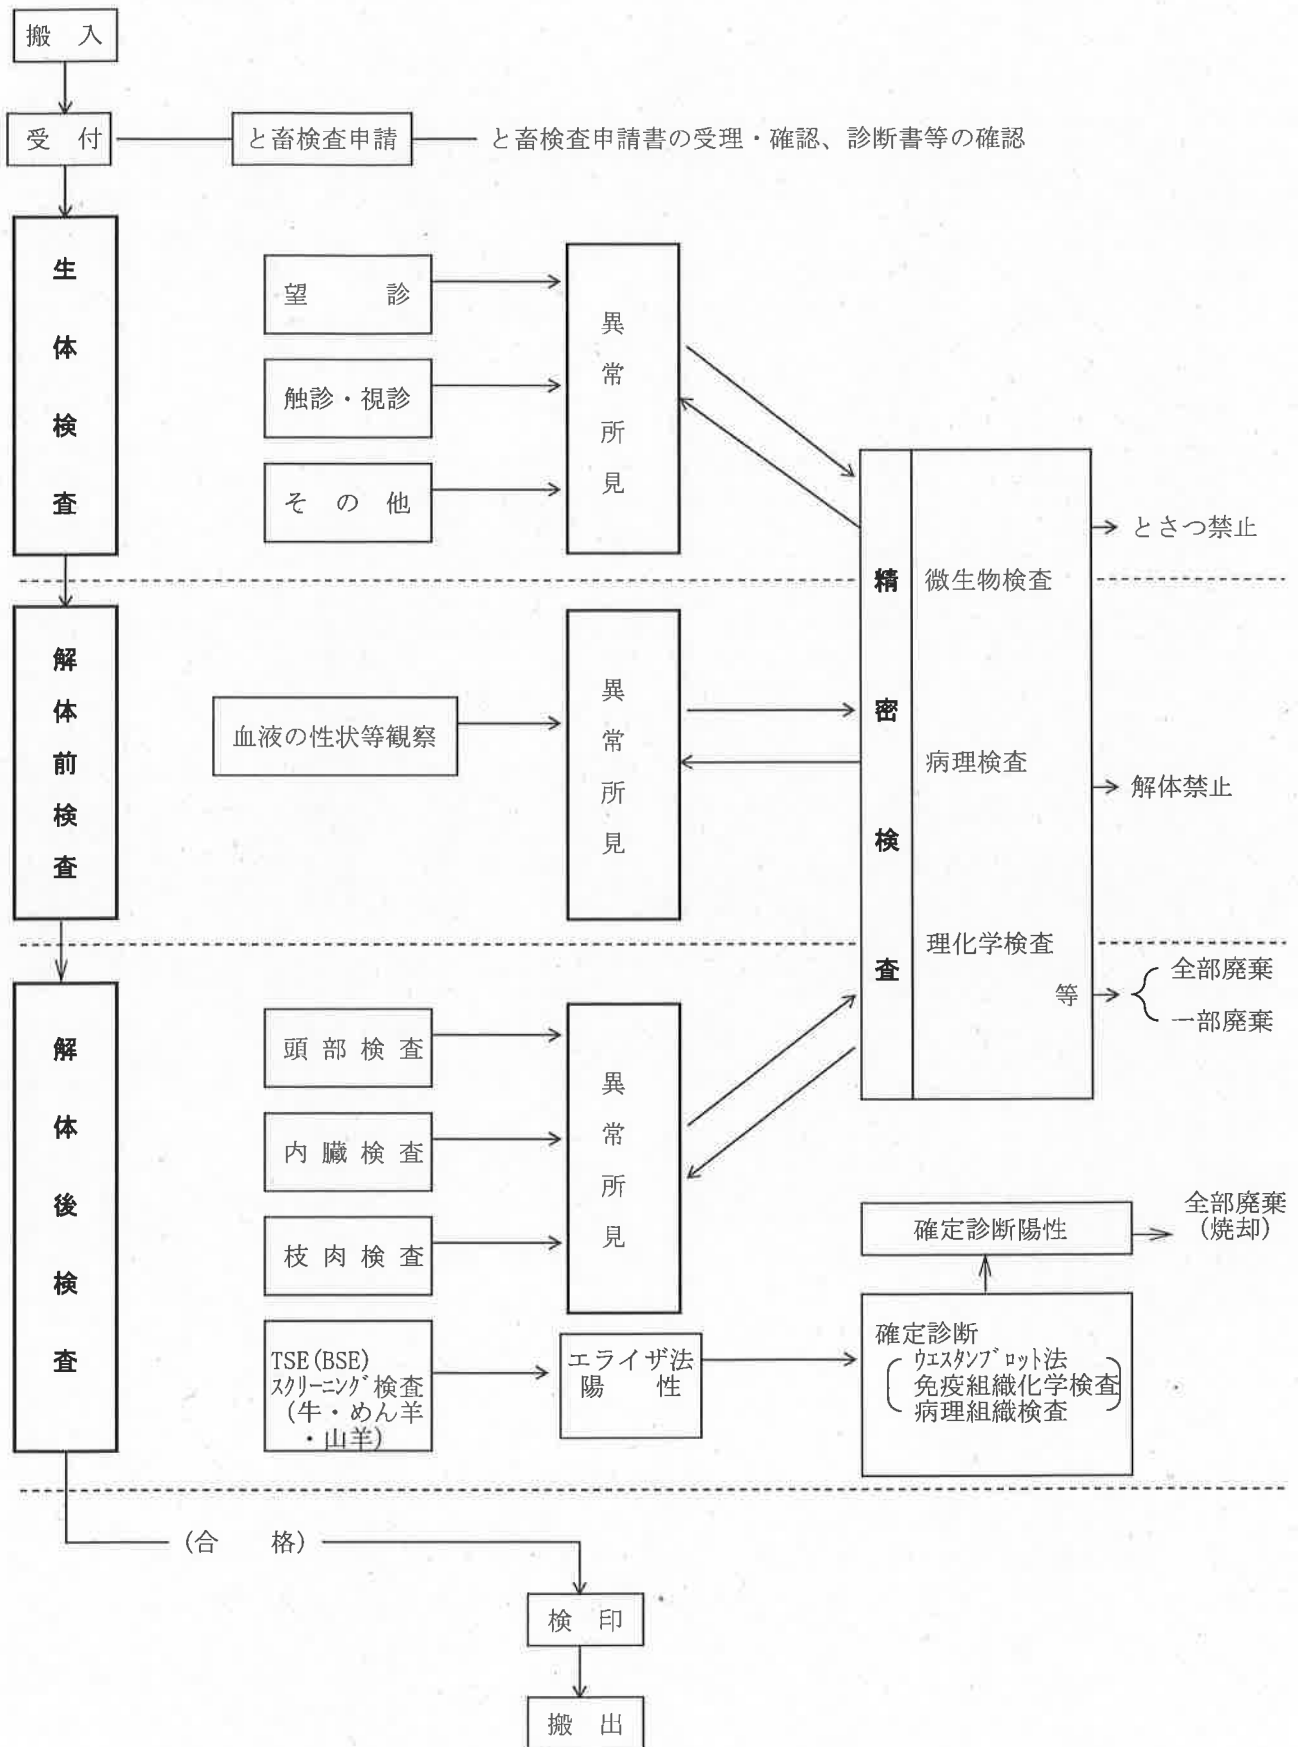 搬　入
受　付
と畜検査申請
と畜検査申請書の受理・確認、診断書等の確認
生体検査
望　　診
触診・視診
そ　の　他
異常所見
精密検査
微生物検査
病理検査
理化学検査
等
とさつ禁止
解体前検査
血液の性状等観察
異常所見
解体禁止
解体後検査
頭部検査
内臓検査
枝肉検査
異常所見
全部廃棄
一部廃棄
TSE(BSE)
ｽｸﾘｰﾆﾝｸﾞ検査
(牛・めん羊
・山羊)
エライザ法
陽　　性
確定診断
ｳｴｽﾀﾝﾌﾞﾛｯﾄ法
免疫組織化学検査
病理組織検査
確定診断陽性
全部廃棄
(焼却)
(合　　格)
検　印
搬　出